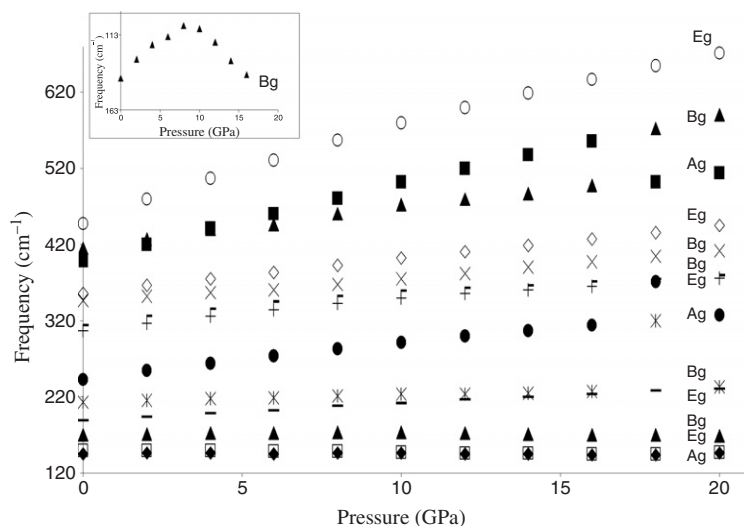 113
Frequency (cm⁻¹)
Bg
163
0 5 10 15 20
Pressure (GPa)
Eg
Bg
Ag
Eg
Bg
Bg
Eg
Ag
Bg
Eg
Bg
Eg
Ag
620
520
420
320
220
120
Frequency (cm⁻¹)
0 5 10 15 20
Pressure (GPa)